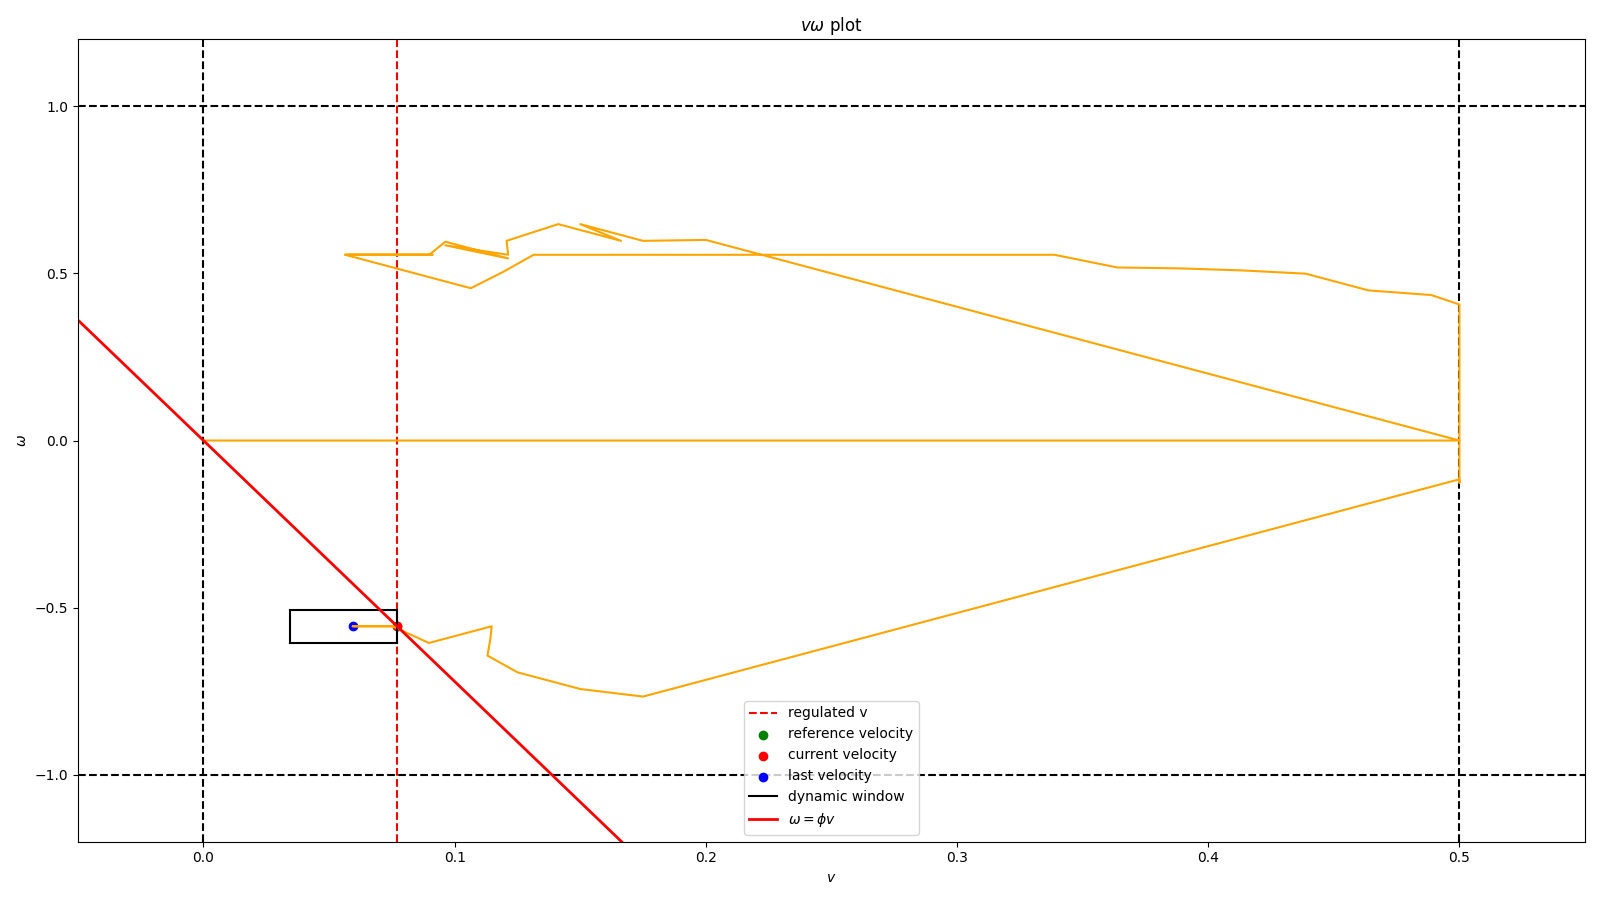 vω plot
1.0
0.5
0.0
−0.5
−1.0
ω
0.0
0.1
0.2
0.3
0.4
0.5
v
regulated v
reference velocity
current velocity
last velocity
dynamic window
ω = ϕv